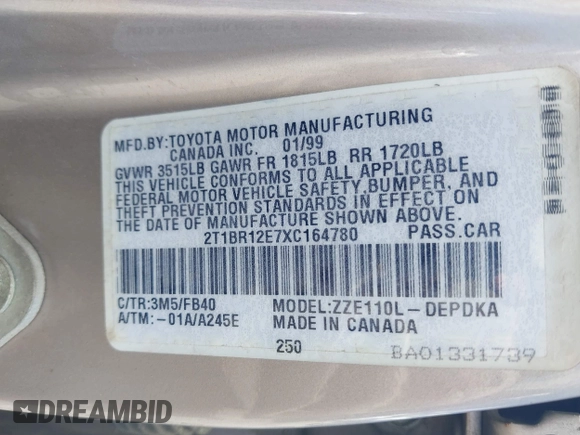 MFD.BY:TOYOTA MOTOR MANUFACTURING
CANADA INC. 01/99
GVWR 3515LB GAWR FR 1815LB RR 1720LB
THIS VEHICLE CONFORMS TO ALL APPLICABLE
FEDERAL MOTOR VEHICLE SAFETY,BUMPER, AND
THEFT PREVENTION STANDARDS IN EFFECT ON
THE DATE OF MANUFACTURE SHOWN ABOVE.
2T1BR12E7XC164780 PASS.CAR
C/TR:3M5/FB40 MODEL:ZZE110L-DEPDKA
A/TM:-01A/A245E MADE IN CANADA
250
BA01331739
DREAMBID